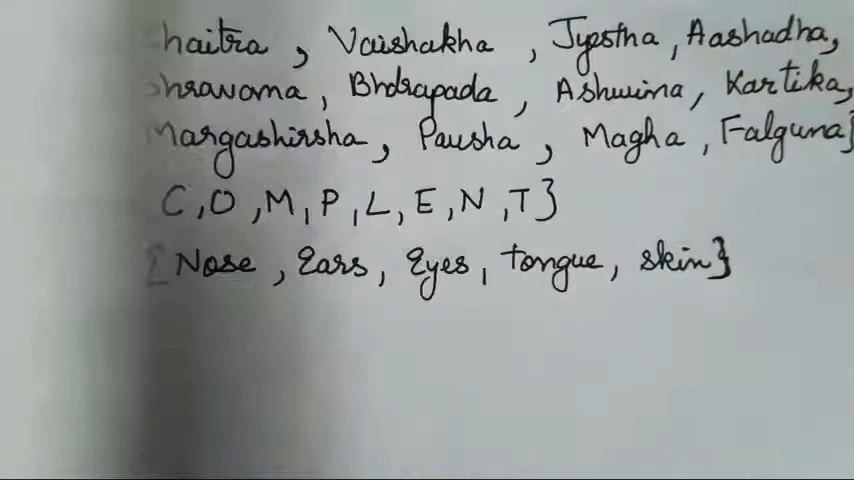 haitra, Vaishakha, Jyestha, Aashadha,
hravana, Bhdrapada, Ashwina, Kartika,
Margashirsha, Pausha, Magha, Falguna}
C, O, M, P, L, E, N, T}
{Nose, Ears, Eyes, tongue, skin}